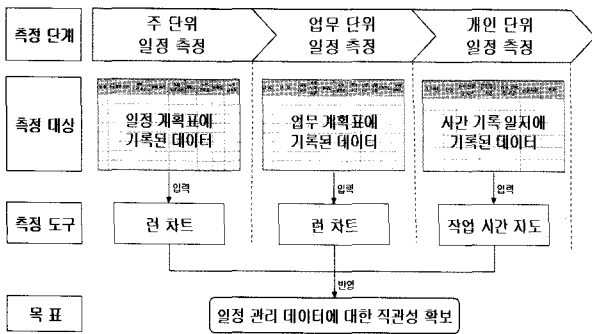 측정 단계
주 단위
일정 측정
업무 단위
일정 측정
개인 단위
일정 측정
측정 대상
일정 계획표에
기록된 데이터
업무 계획표에
기록된 데이터
시간 기록 일지에
기록된 데이터
입력
입력
입력
측정 도구
런 차트
런 차트
작업 시간 지도
반영
목 표
일정 관리 데이터에 대한 직관성 확보